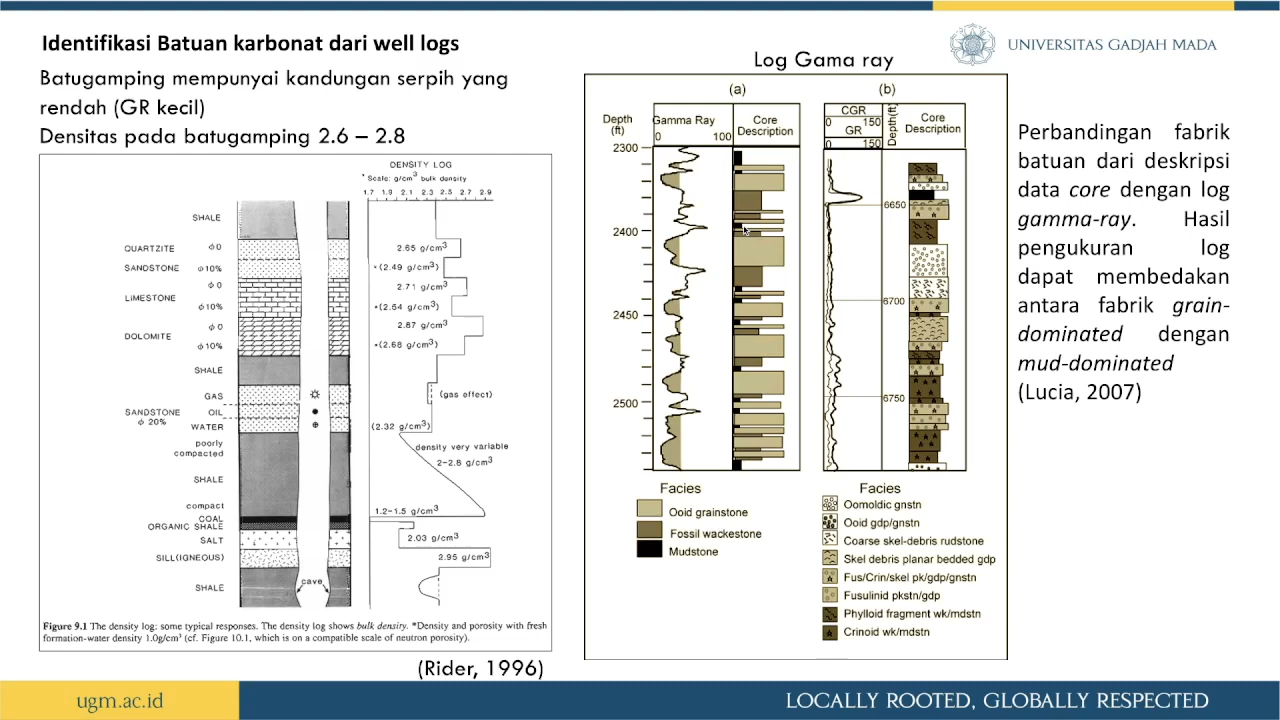 Identifikasi Batuan karbonat dari well logs
UNIVERSITAS GADJAH MADA
Batugamping mempunyai kandungan serpih yang
rendah (GR kecil)
Densitas pada batugamping 2.6 – 2.8
DENSITY LOG
* Scale: g/cm³ bulk density
1.7 1.9 2.1 2.3 2.5 2.7 2.9
SHALE
QUARTZITE ϕ0
2.65 g/cm³
SANDSTONE ϕ10%
*(2.49 g/cm³)
ϕ0
2.71 g/cm³
LIMESTONE
ϕ10%
*(2.54 g/cm³)
ϕ0
2.87 g/cm³
DOLOMITE
ϕ10%
*(2.68 g/cm³)
SHALE
GAS
(gas effect)
SANDSTONE OIL
ϕ 20%
WATER
(2.32 g/cm³)
poorly
compacted
density very variable
2-2.8 g/cm³
SHALE
compact
1.2-1.5 g/cm³
COAL
ORGANIC SHALE
SALT
2.03 g/cm³
SILL(IGNEOUS)
2.95 g/cm³
SHALE
cave
Figure 9.1 The density log: some typical responses. The density log shows bulk density. *Density and porosity with fresh
formation-water density 1.0g/cm³ (cf. Figure 10.1, which is on a compatible scale of neutron porosity).
(Rider, 1996)
Log Gama ray
(a)
Depth
(ft)
Gamma Ray
0 100
Core
Description
2300
2400
2450
2500
Facies
Ooid grainstone
Fossil wackestone
Mudstone
(b)
CGR
0 150
GR
0 150
Depth(ft)
Core
Description
6650
6700
6750
Facies
Oomoldic gnstn
Ooid gdp/gnstn
Coarse skel-debris rudstone
Skel debris planar bedded gdp
Fus/Crin/skel pk/gdp/gnstn
Fusulinid pkstn/gdp
Phylloid fragment wk/mdstn
Crinoid wk/mdstn
Perbandingan fabrik
batuan dari deskripsi
data core dengan log
gamma-ray. Hasil
pengukuran log
dapat membedakan
antara fabrik grain-
dominated dengan
mud-dominated
(Lucia, 2007)
ugm.ac.id
LOCALLY ROOTED, GLOBALLY RESPECTED